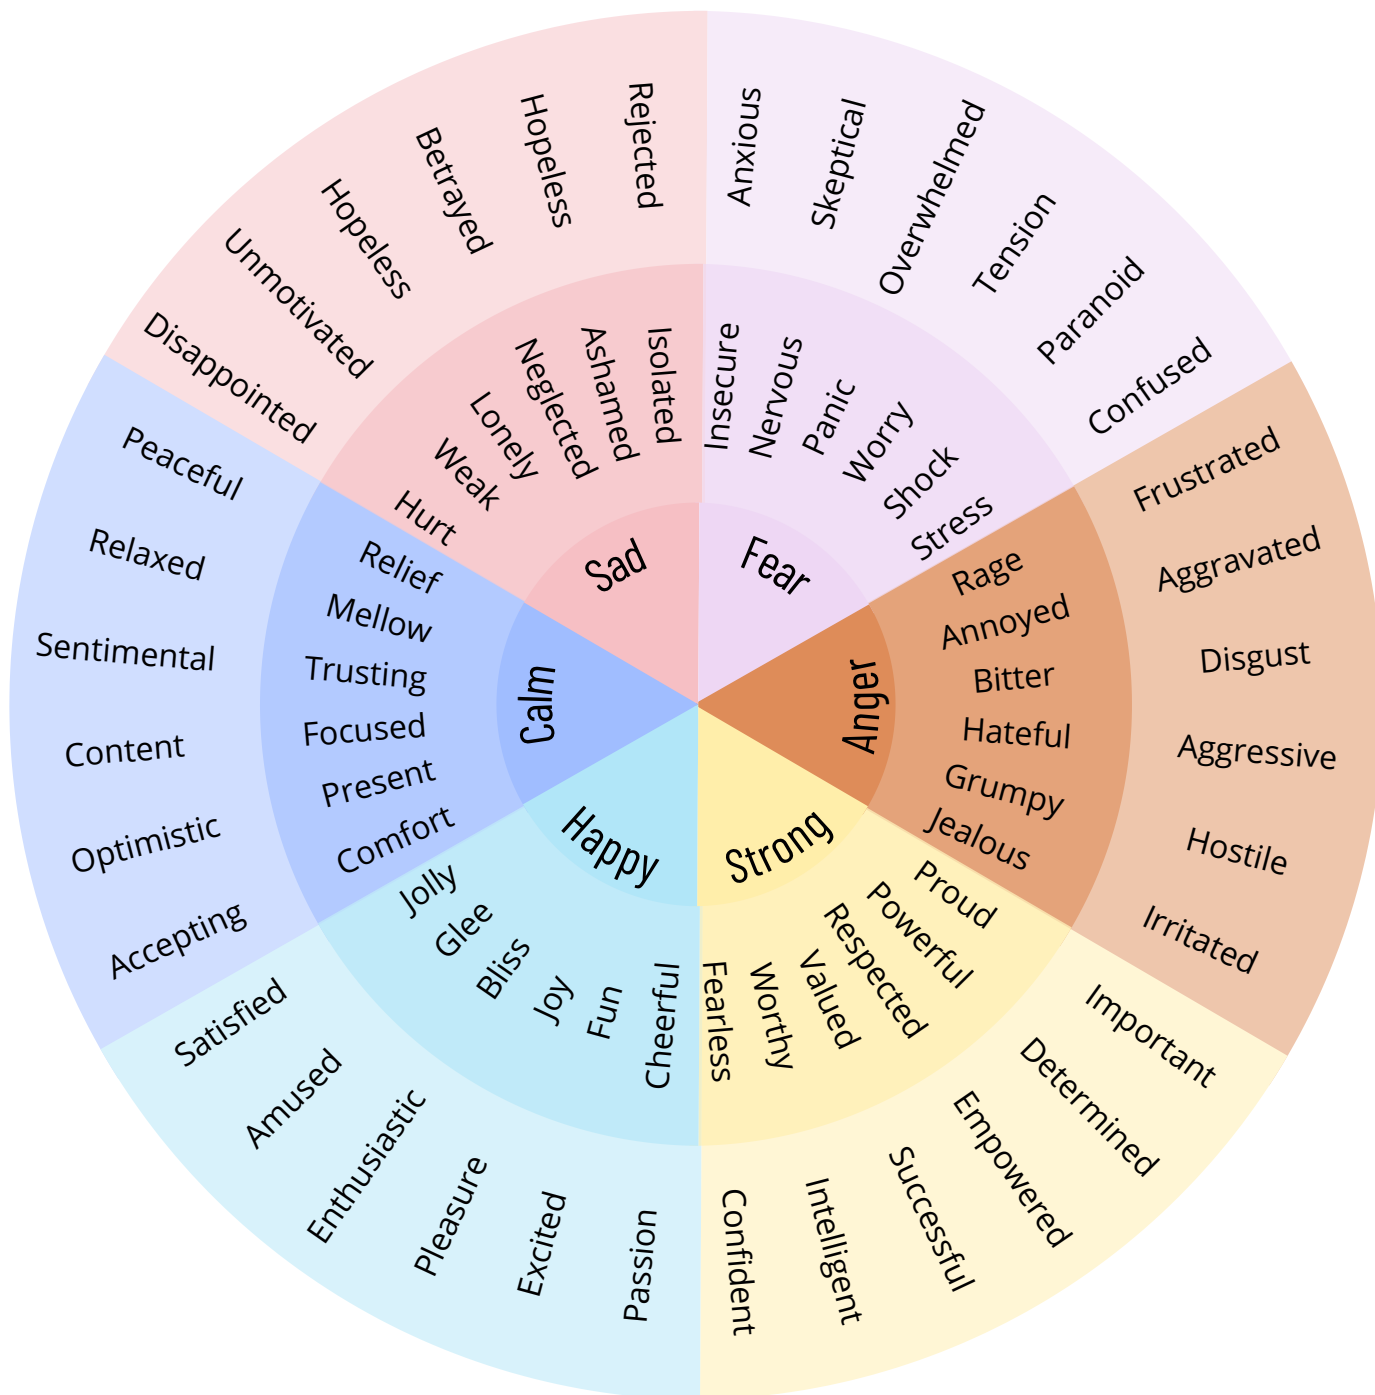 Sad
Fear
Anger
Strong
Happy
Calm
Hurt
Weak
Lonely
Neglected
Ashamed
Isolated
Insecure
Nervous
Panic
Worry
Shock
Stress
Rage
Annoyed
Bitter
Hateful
Grumpy
Jealous
Proud
Powerful
Respected
Valued
Worthy
Fearless
Cheerful
Fun
Joy
Bliss
Glee
Jolly
Comfort
Present
Focused
Trusting
Mellow
Relief
Disappointed
Unmotivated
Hopeless
Betrayed
Hopeless
Rejected
Anxious
Skeptical
Overwhelmed
Tension
Paranoid
Confused
Frustrated
Aggravated
Disgust
Aggressive
Hostile
Irritated
Important
Determined
Empowered
Successful
Intelligent
Confident
Passion
Excited
Pleasure
Enthusiastic
Amused
Satisfied
Accepting
Optimistic
Content
Sentimental
Relaxed
Peaceful